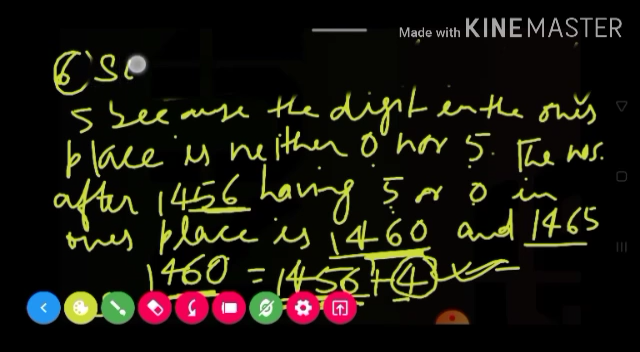 Made with KINEMASTER
6 Sl
5 because the digit in the ones
place is neither 0 nor 5. The nos.
after 1456 having 5 or 0 in
ones place is 1460 and 1465
1460 = 1456 + 4